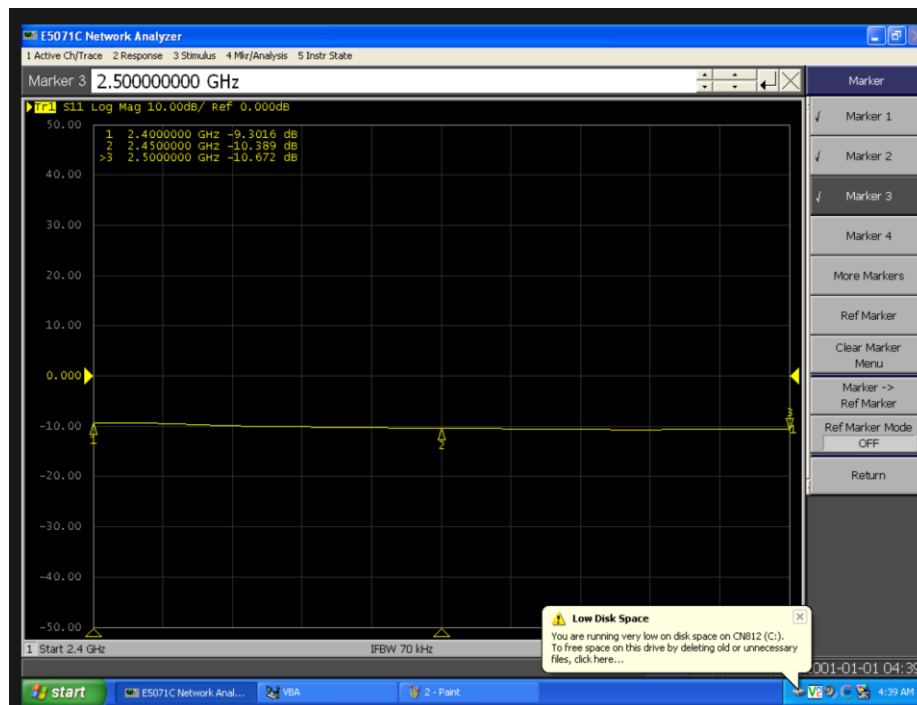 E5071C Network Analyzer
1 Active Ch/Trace 2 Response 3 Stimulus 4 Mkr/Analysis 5 Instr State
Marker 3 2.500000000 GHz
Marker
Tr1 S11 Log Mag 10.00dB/ Ref 0.000dB
50.00
1 2.4000000 GHz -9.3016 dB
2 2.4500000 GHz -10.389 dB
>3 2.5000000 GHz -10.672 dB
40.00
30.00
20.00
10.00
0.000
-10.00
-20.00
-30.00
-40.00
-50.00
1
2
3
1
Marker 1
Marker 2
Marker 3
Marker 4
More Markers
Ref Marker
Clear Marker
Menu
Marker ->
Ref Marker
Ref Marker Mode
OFF
Return
1 Start 2.4 GHz
IFBW 70 kHz
Low Disk Space
You are running very low on disk space on CN812 (C:).
To free space on this drive by deleting old or unnecessary
files, click here...
001-01-01 04:39
start
E5071C Network Anal...
VBA
2 - Paint
4:39 AM